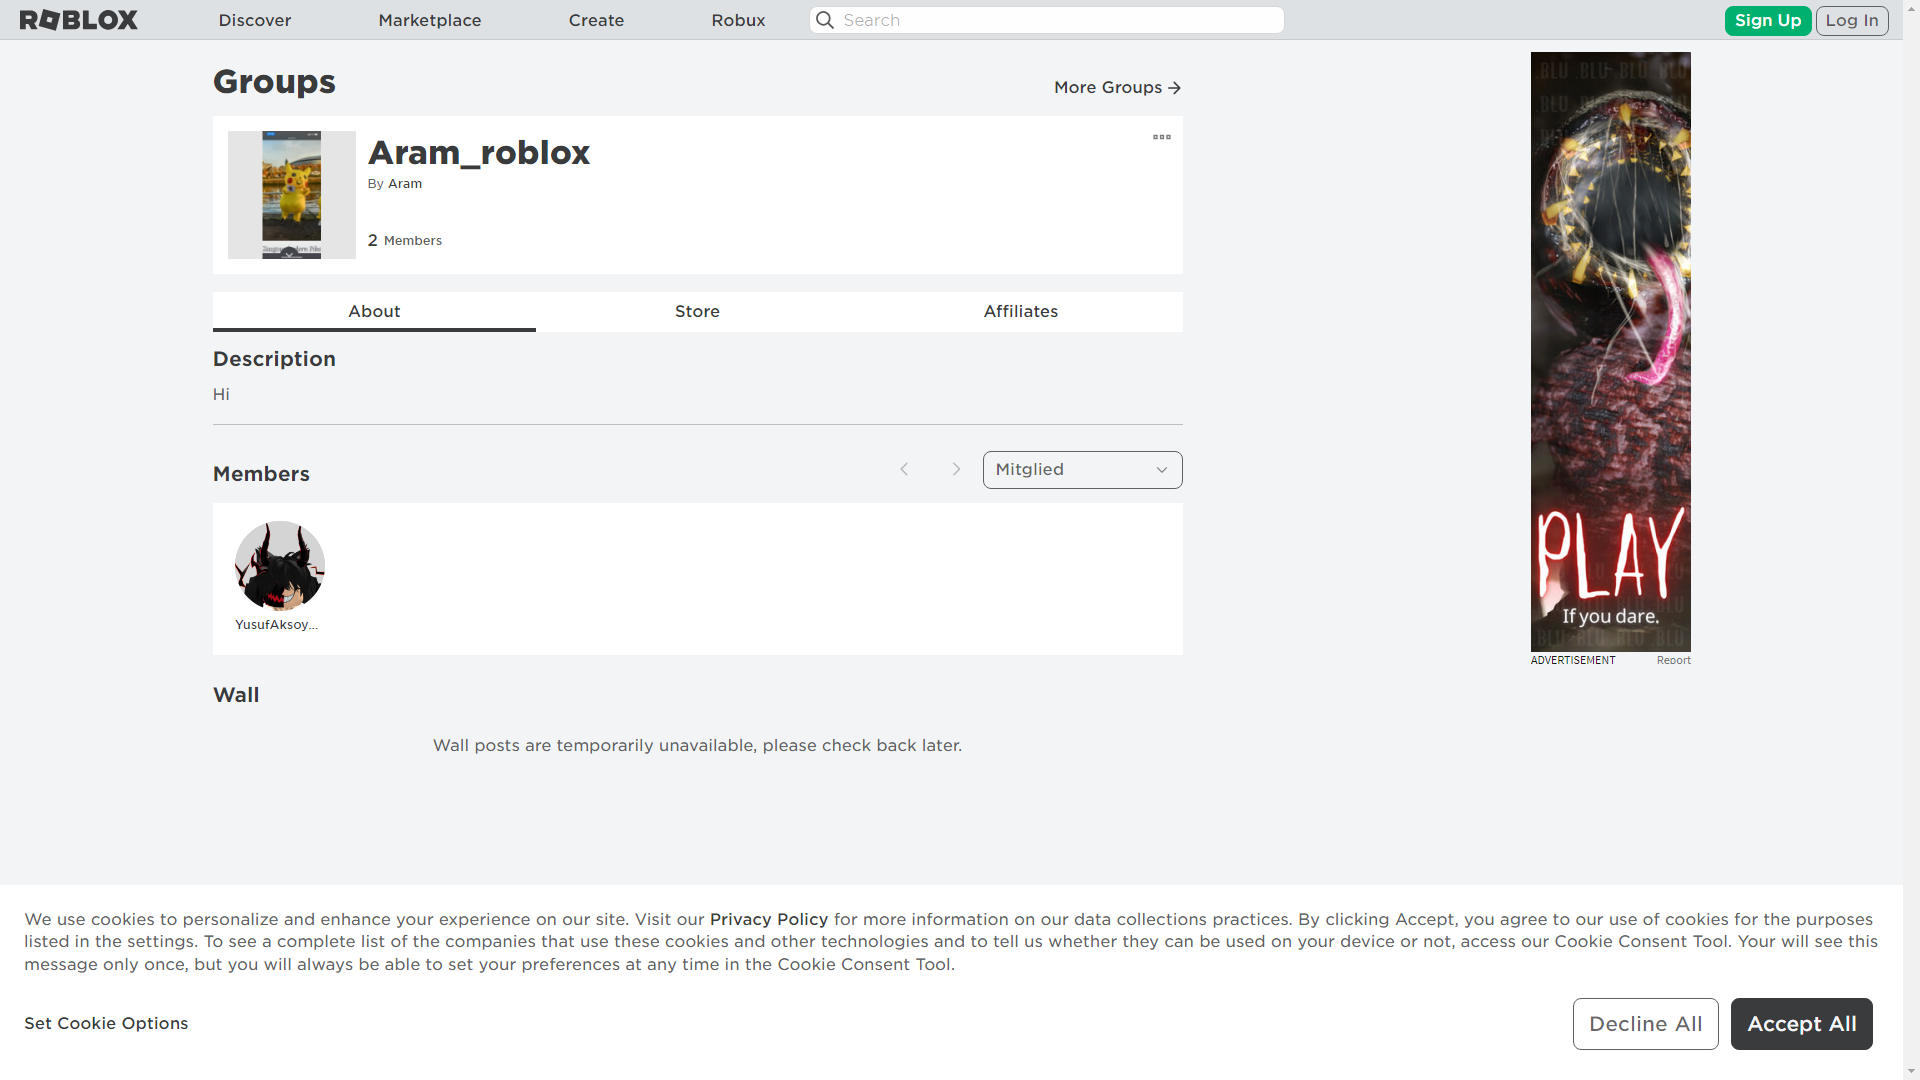 ROBLOX
Discover
Marketplace
Create
Robux
Search
Sign Up
Log In
Groups
More Groups
Aram_roblox
By Aram
2 Members
About
Store
Affiliates
Description
Hi
Members
Mitglied
YusufAksoy...
Wall
Wall posts are temporarily unavailable, please check back later.
PLAY
If you dare.
ADVERTISEMENT
Report
We use cookies to personalize and enhance your experience on our site. Visit our Privacy Policy for more information on our data collections practices. By clicking Accept, you agree to our use of cookies for the purposes
listed in the settings. To see a complete list of the companies that use these cookies and other technologies and to tell us whether they can be used on your device or not, access our Cookie Consent Tool. Your will see this
message only once, but you will always be able to set your preferences at any time in the Cookie Consent Tool.
Set Cookie Options
Decline All
Accept All